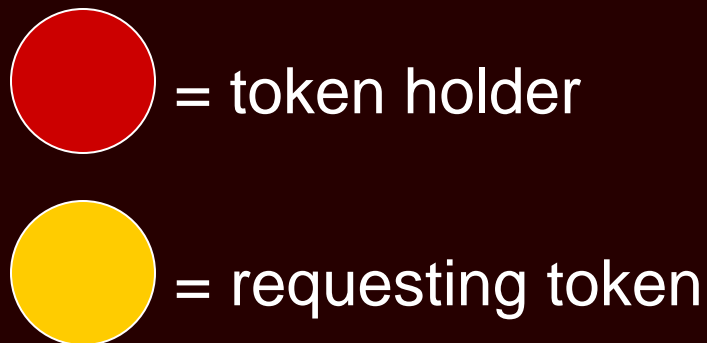 = token holder
= requesting token